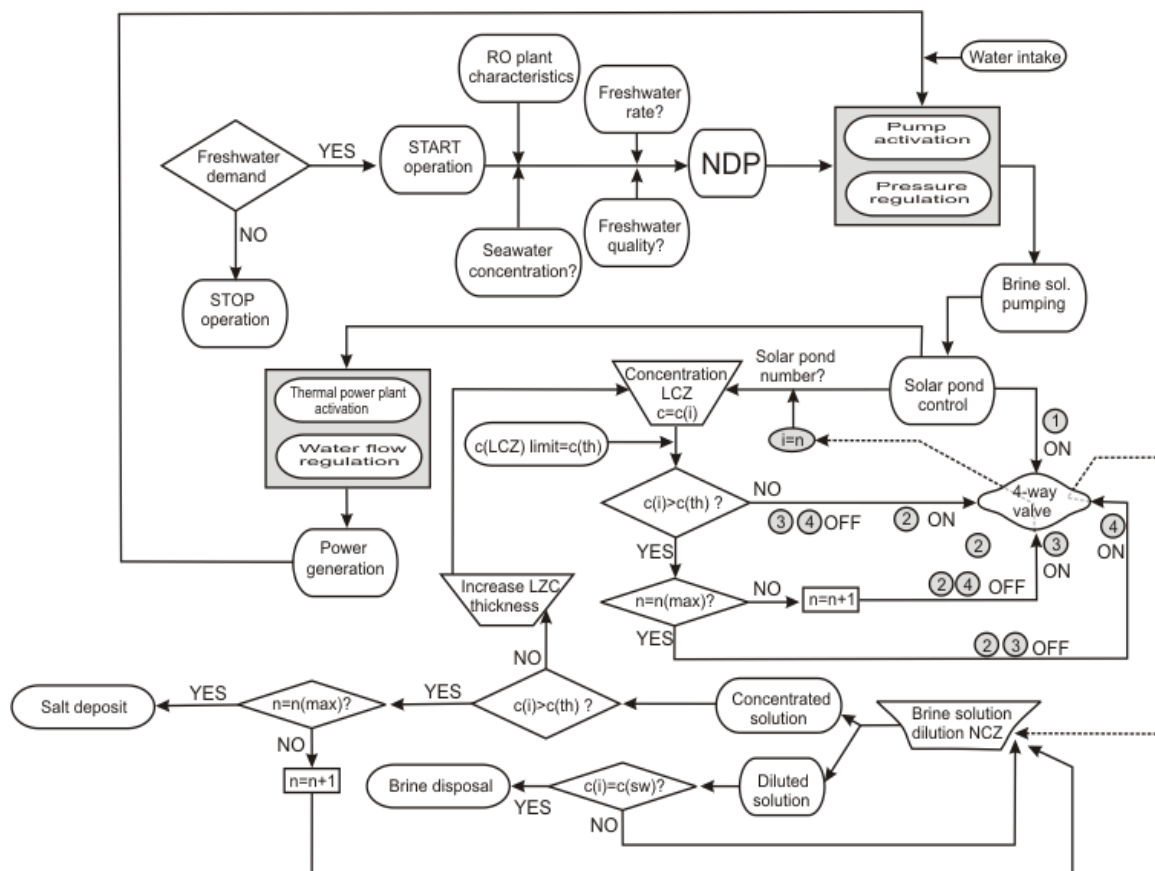 RO plant
characteristics
Water intake
Freshwater
rate?
Pump
activation
Freshwater
demand
YES
START
operation
NDP
Pressure
regulation
NO
Seawater
concentration?
Freshwater
quality?
STOP
operation
Brine sol.
pumping
Thermal power plant
activation
Water flow
regulation
Concentration
LCZ
c=c(i)
Solar pond
number?
Solar pond
control
i=n
1
ON
c(LCZ) limit=c(th)
c(i)>c(th) ?
NO
3 4 OFF
2 ON
4-way
valve
2
3
ON
4
ON
YES
Power
generation
Increase LZC
thickness
n=n(max)?
NO
n=n+1
2 4 OFF
YES
2 3 OFF
NO
Salt deposit
YES
n=n(max)?
YES
c(i)>c(th) ?
Concentrated
solution
Brine solution
dilution NCZ
NO
n=n+1
Brine disposal
YES
c(i)=c(sw)?
NO
Diluted
solution